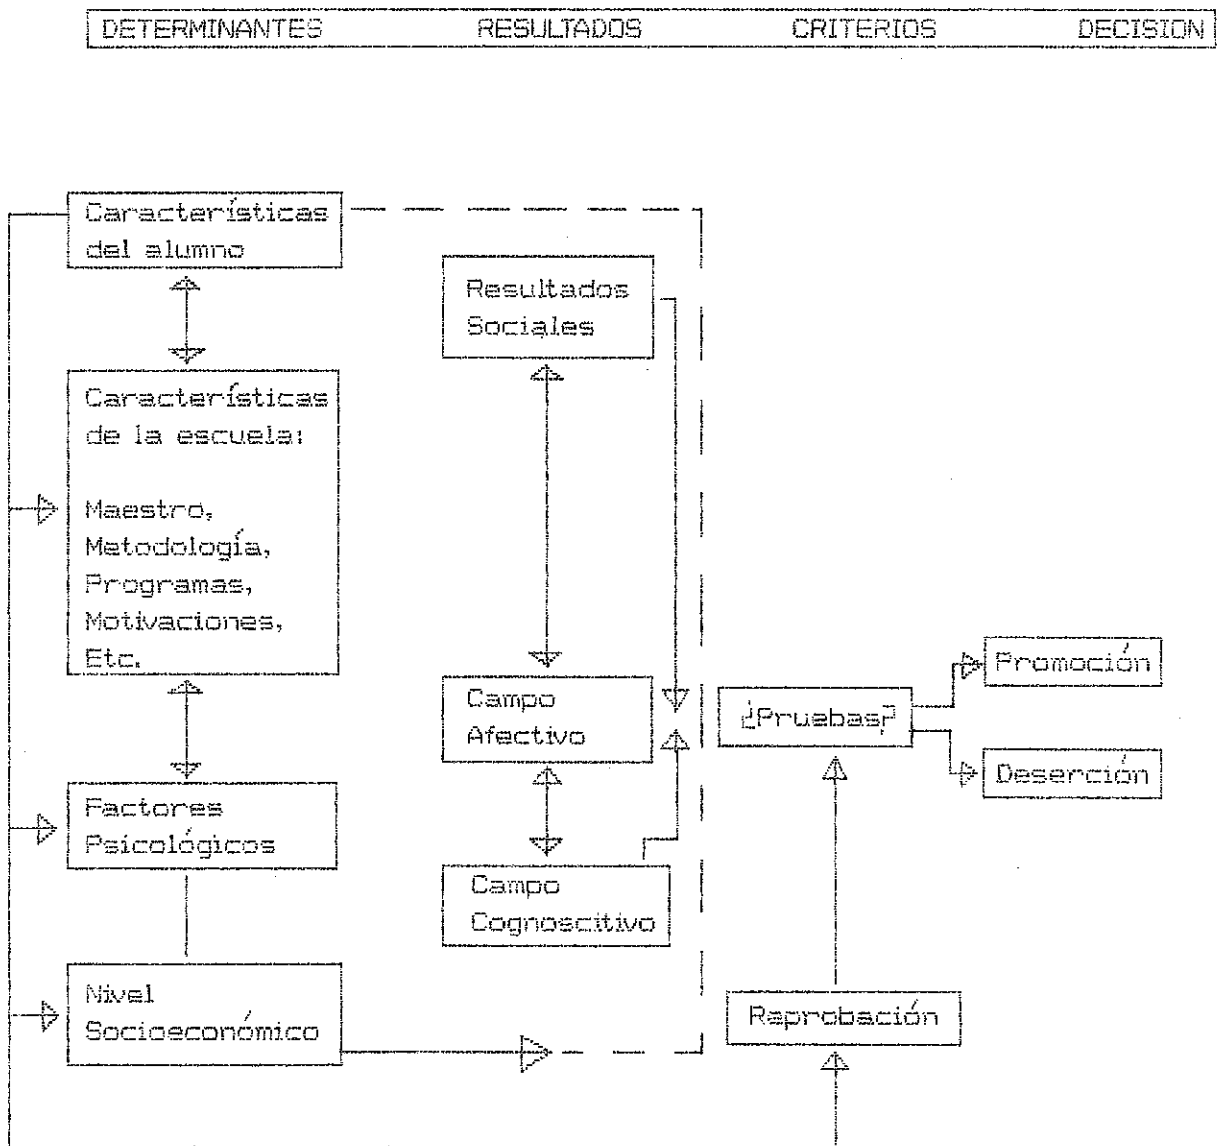 DETERMINANTES RESULTADOS CRITERIOS DECISION
Características
del alumno
Resultados
Sociales
Características
de la escuela:
Maestro,
Metodología,
Programas,
Motivaciones,
Etc.
Campo
Afectivo
¿Pruebas?
Promoción
Deserción
Factores
Psicológicos
Campo
Cognoscitivo
Nivel
Socioeconómico
Reprobación